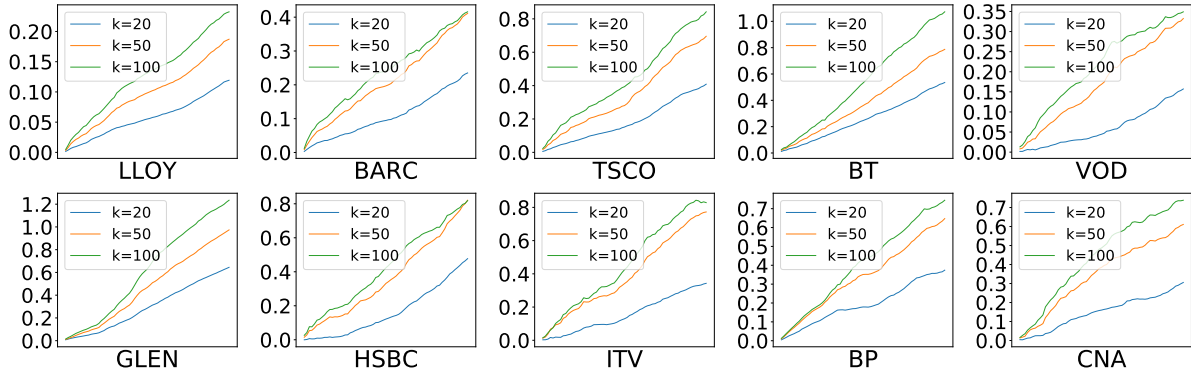 0.20
0.15
0.10
0.05
0.00
k=20
k=50
k=100
LLOY
0.4
0.3
0.2
0.1
0.0
k=20
k=50
k=100
BARC
0.8
0.6
0.4
0.2
0.0
k=20
k=50
k=100
TSCO
1.0
0.8
0.6
0.4
0.2
0.0
k=20
k=50
k=100
BT
0.35
0.30
0.25
0.20
0.15
0.10
0.05
0.00
k=20
k=50
k=100
VOD
1.2
1.0
0.8
0.6
0.4
0.2
0.0
k=20
k=50
k=100
GLEN
0.8
0.6
0.4
0.2
0.0
k=20
k=50
k=100
HSBC
0.8
0.6
0.4
0.2
0.0
k=20
k=50
k=100
ITV
0.7
0.6
0.5
0.4
0.3
0.2
0.1
0.0
k=20
k=50
k=100
BP
0.7
0.6
0.5
0.4
0.3
0.2
0.1
0.0
k=20
k=50
k=100
CNA